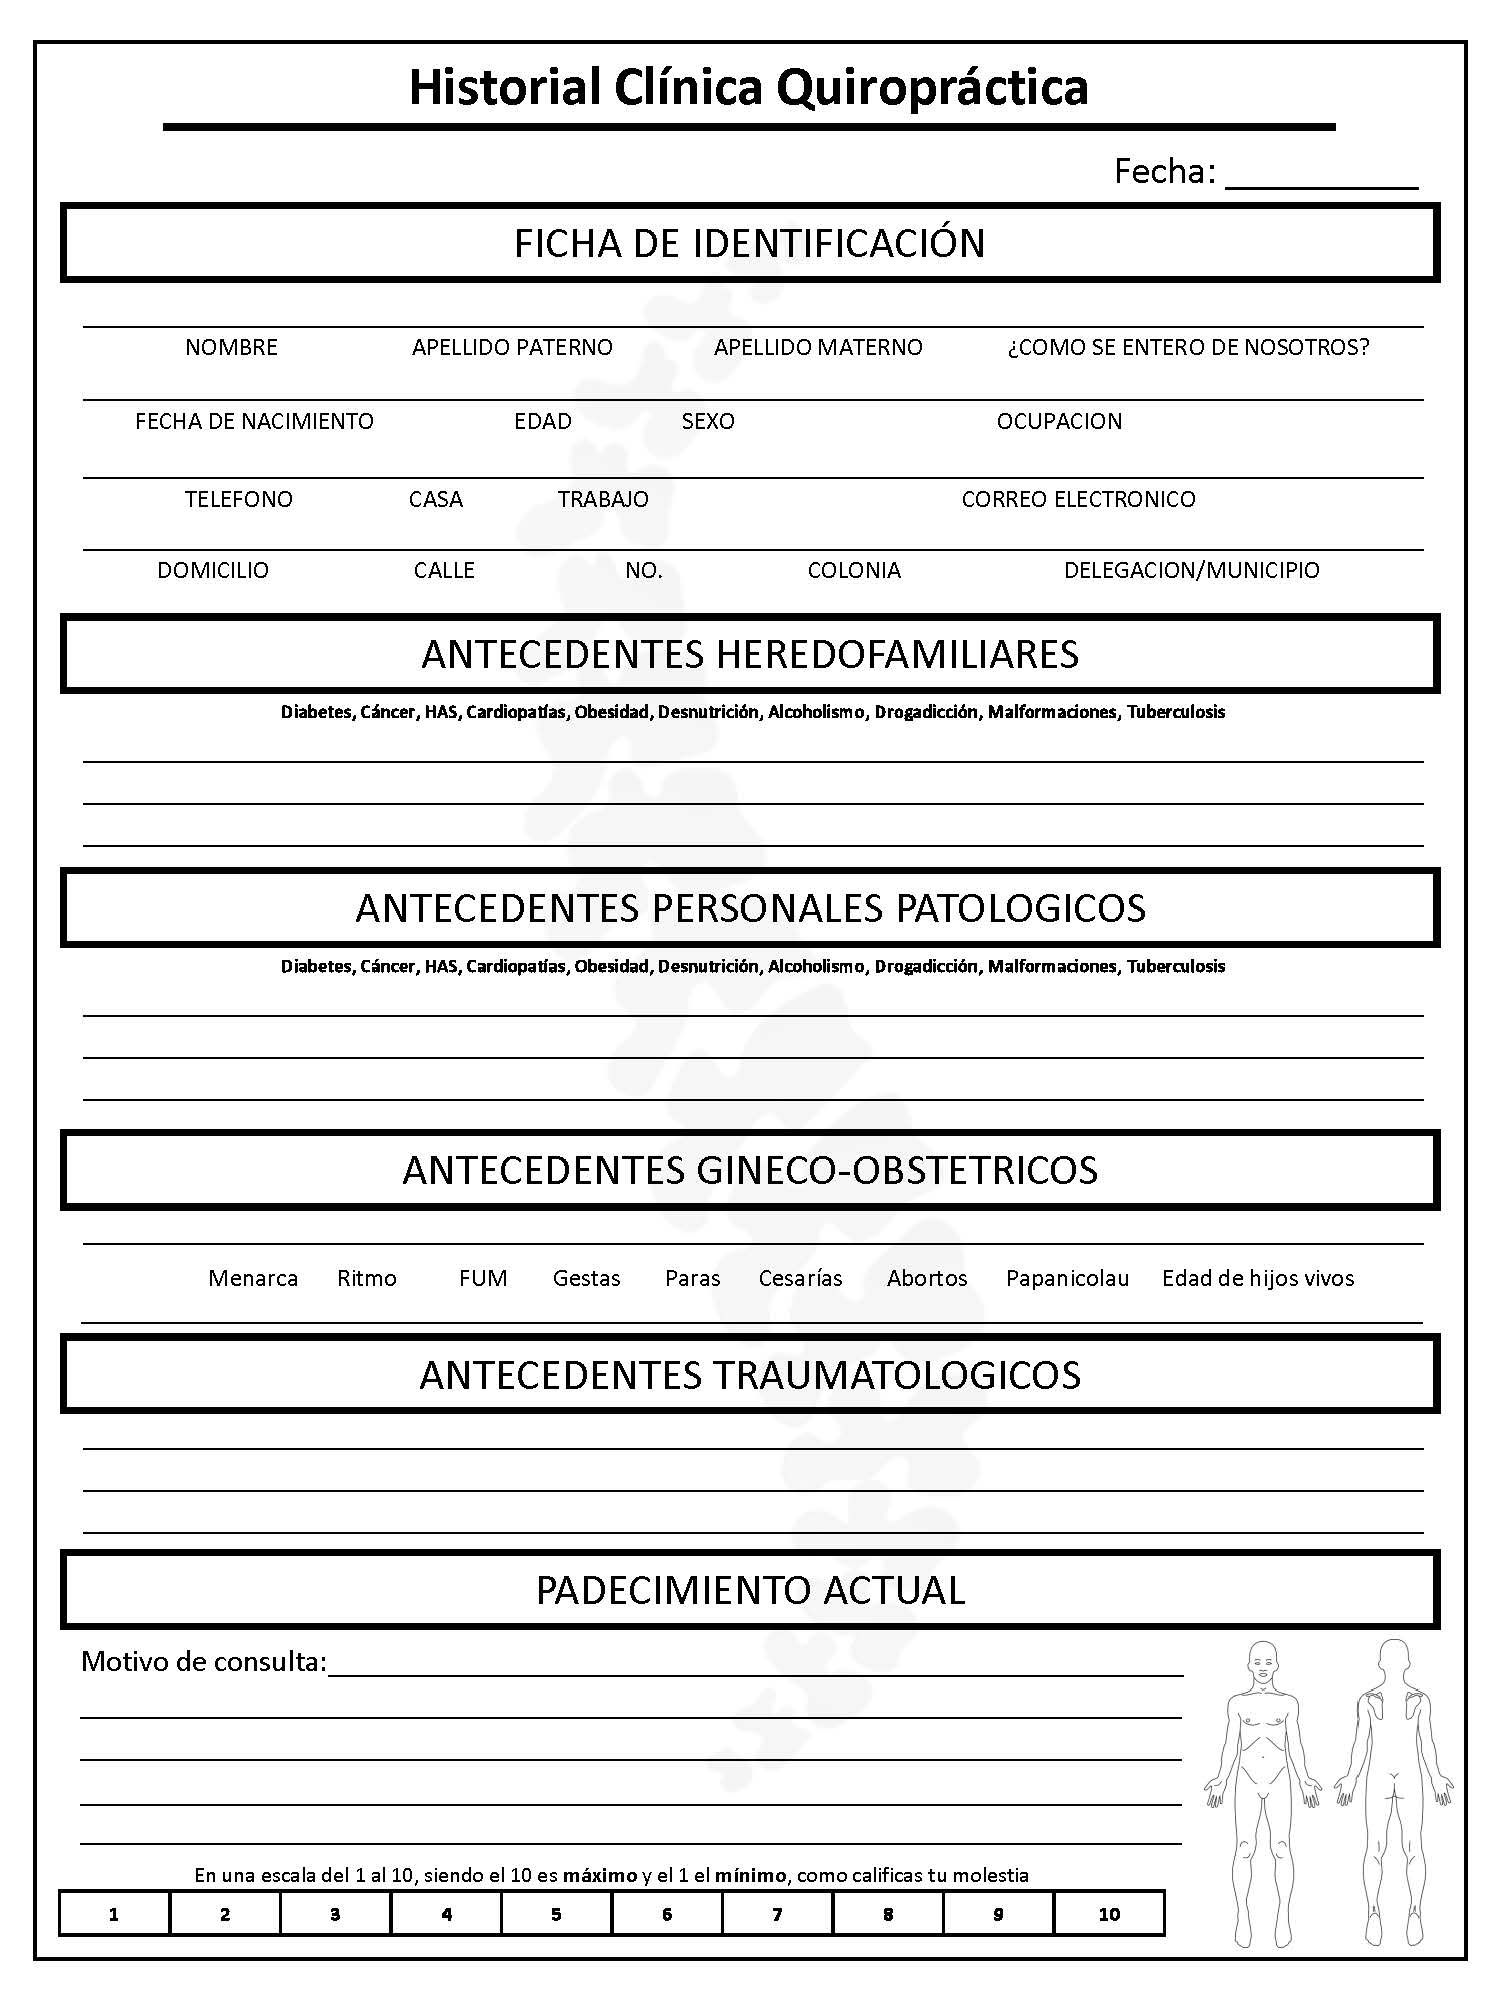 Historial Clínica Quiropráctica
Fecha: ___________
FICHA DE IDENTIFICACIÓN
NOMBRE APELLIDO PATERNO APELLIDO MATERNO ¿COMO SE ENTERO DE NOSOTROS?
FECHA DE NACIMIENTO EDAD SEXO OCUPACION
TELEFONO CASA TRABAJO CORREO ELECTRONICO
DOMICILIO CALLE NO. COLONIA DELEGACION/MUNICIPIO
ANTECEDENTES HEREDOFAMILIARES
Diabetes, Cáncer, HAS, Cardiopatías, Obesidad, Desnutrición, Alcoholismo, Drogadicción, Malformaciones, Tuberculosis
ANTECEDENTES PERSONALES PATOLOGICOS
Diabetes, Cáncer, HAS, Cardiopatías, Obesidad, Desnutrición, Alcoholismo, Drogadicción, Malformaciones, Tuberculosis
ANTECEDENTES GINECO-OBSTETRICOS
Menarca Ritmo FUM Gestas Paras Cesarías Abortos Papanicolau Edad de hijos vivos
ANTECEDENTES TRAUMATOLOGICOS
PADECIMIENTO ACTUAL
Motivo de consulta:
En una escala del 1 al 10, siendo el 10 es máximo y el 1 el mínimo, como calificas tu molestia
1 2 3 4 5 6 7 8 9 10